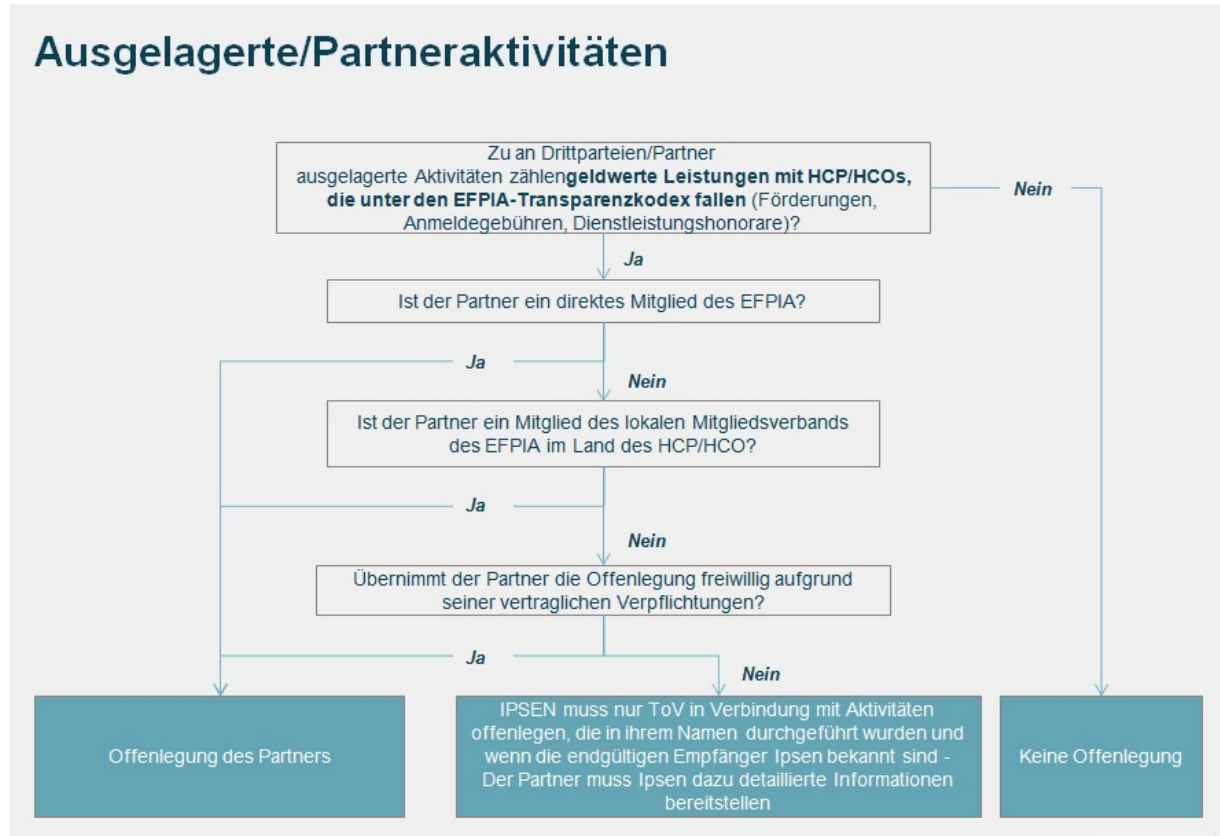 Ausgelagerte/Partneraktivitäten
Zu an Drittparteien/Partner
ausgelagerte Aktivitäten zählengeldwerte Leistungen mit HCP/HCOs,
die unter den EFPIA-Transparenzkodex fallen (Förderungen,
Anmeldegebühren, Dienstleistungshonorare)?
Nein
Ja
Ist der Partner ein direktes Mitglied des EFPIA?
Ja
Nein
Ist der Partner ein Mitglied des lokalen Mitgliedsverbands
des EFPIA im Land des HCP/HCO?
Ja
Nein
Übernimmt der Partner die Offenlegung freiwillig aufgrund
seiner vertraglichen Verpflichtungen?
Ja
Nein
Offenlegung des Partners
IPSEN muss nur ToV in Verbindung mit Aktivitäten
offenlegen, die in ihrem Namen durchgeführt wurden und
wenn die endgültigen Empfänger Ipsen bekannt sind -
Der Partner muss Ipsen dazu detaillierte Informationen
bereitstellen
Keine Offenlegung